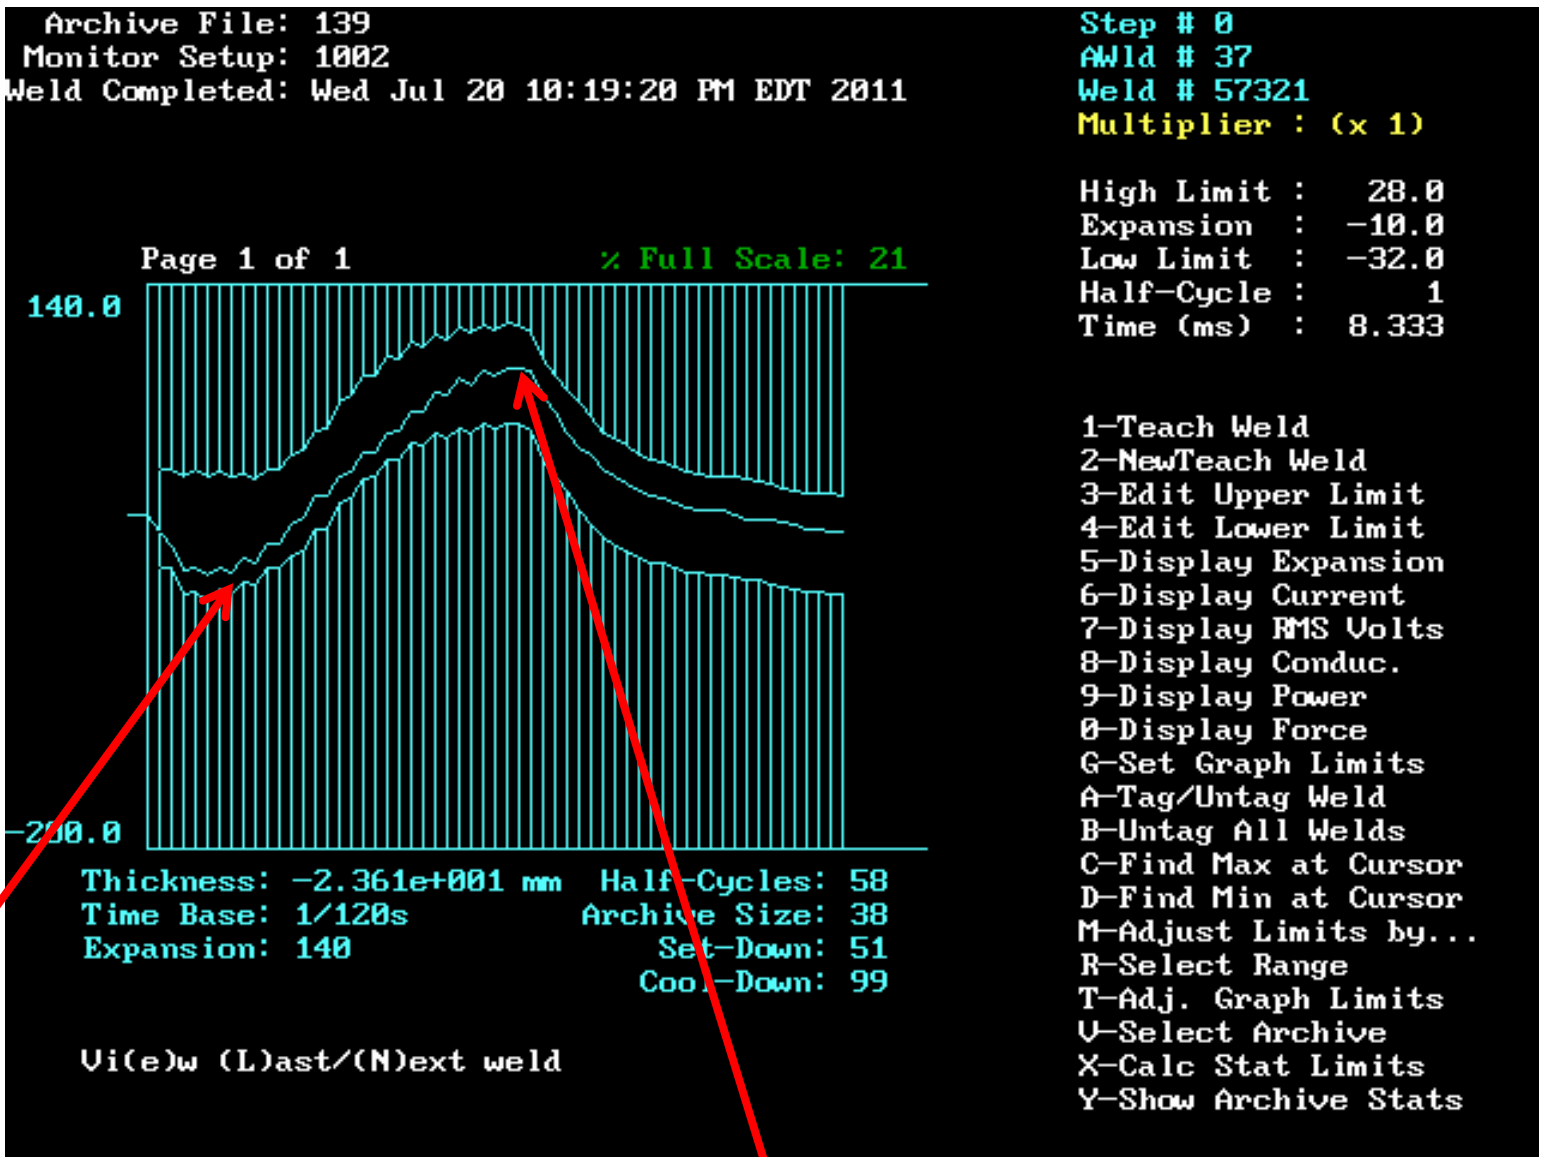 Archive File: 139
Monitor Setup: 1002
Weld Completed: Wed Jul 20 10:19:20 PM EDT 2011
Step # 0
AWld # 37
Weld # 57321
Multiplier : (x 1)
High Limit : 28.0
Expansion : -10.0
Low Limit : -32.0
Half-Cycle : 1
Time (ms) : 8.333
Page 1 of 1 % Full Scale: 21
140.0
-200.0
Thickness: -2.361e+001 mm Half-Cycles: 58
Time Base: 1/120s Archive Size: 38
Expansion: 140 Set-Down: 51
Cool-Down: 99
Vi(e)w (L)ast/(N)ext weld
1-Teach Weld
2-NewTeach Weld
3-Edit Upper Limit
4-Edit Lower Limit
5-Display Expansion
6-Display Current
7-Display RMS Volts
8-Display Conduc.
9-Display Power
0-Display Force
G-Set Graph Limits
A-Tag/Untag Weld
B-Untag All Welds
C-Find Max at Cursor
D-Find Min at Cursor
M-Adjust Limits by...
R-Select Range
T-Adj. Graph Limits
V-Select Archive
X-Calc Stat Limits
Y-Show Archive Stats